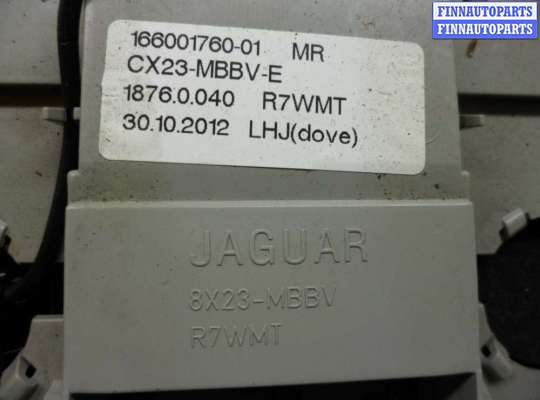 FINNAUTOPARTS
FINNAUTOPARTS
166001760-01 MR
CX23-MBBV-E
1876.0.040 R7WMT
30.10.2012 LHJ(dove)
JAGUAR
8X23-MBBV
R7WMT